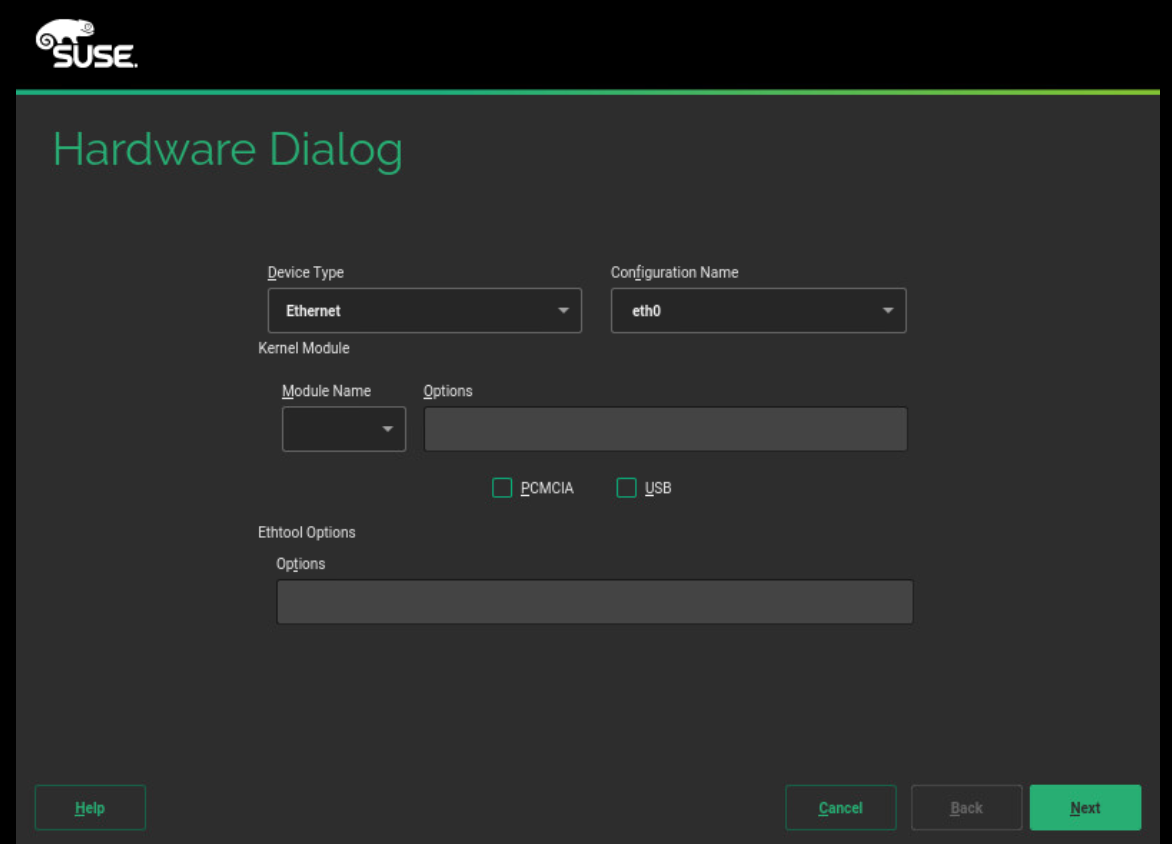 SUSE.
Hardware Dialog
Device Type Configuration Name
Ethernet eth0
Kernel Module
Module Name Options
PCMCIA USB
Ethtool Options
Options
Help Cancel Back Next